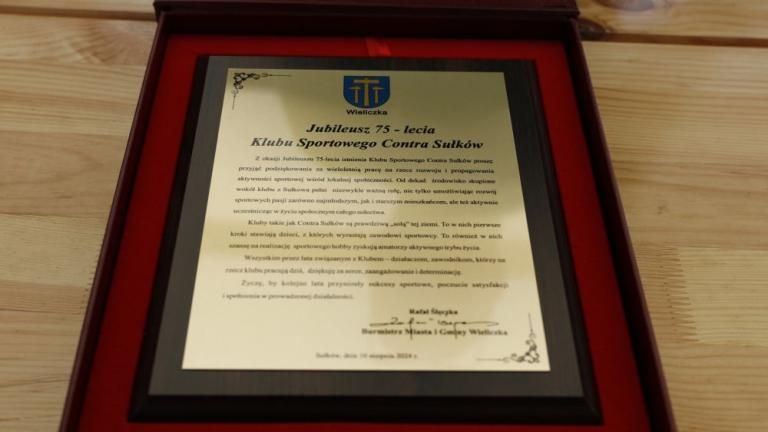 Wieliczka
Jubileusz 75 - lecia
Klubu Sportowego Contra Sułków
Z okazji Jubileuszu 75-lecia istnienia Klubu Sportowego Contra Sułków proszę
przyjąć podziękowania za wieloletnią pracę na rzecz rozwoju i propagowania
aktywności sportowej wśród lokalnej społeczności. Od dekad środowisko skupione
wokół klubu z Sułkowa pełni niezwykle ważną rolę, nie tylko umożliwiając rozwój
sportowych pasji zarówno najmłodszym, jak i starszym mieszkańcom, ale też aktywnie
uczestnicząc w życiu społecznym całego sołectwa.
Kluby takie jak Contra Sułków są prawdziwą „solą” tej ziemi. To w nich pierwsze
kroki stawiają dzieci, z których wyrastają zawodowi sportowcy. To również w nich
szansę na realizację sportowego hobby zyskują amatorzy aktywnego trybu życia.
Wszystkim przez lata związanym z Klubem – działaczom, zawodnikom, którzy na
rzecz klubu pracują dziś, dziękuję za serce, zaangażowanie i determinację.
Życzę, by kolejne lata przyniosły sukcesy sportowe, poczucie satysfakcji
i spełnienia w prowadzonej działalności.
Rafał Ślęczka
Burmistrz Miasta i Gminy Wieliczka
Sułków, dnia 10 sierpnia 2024 r.